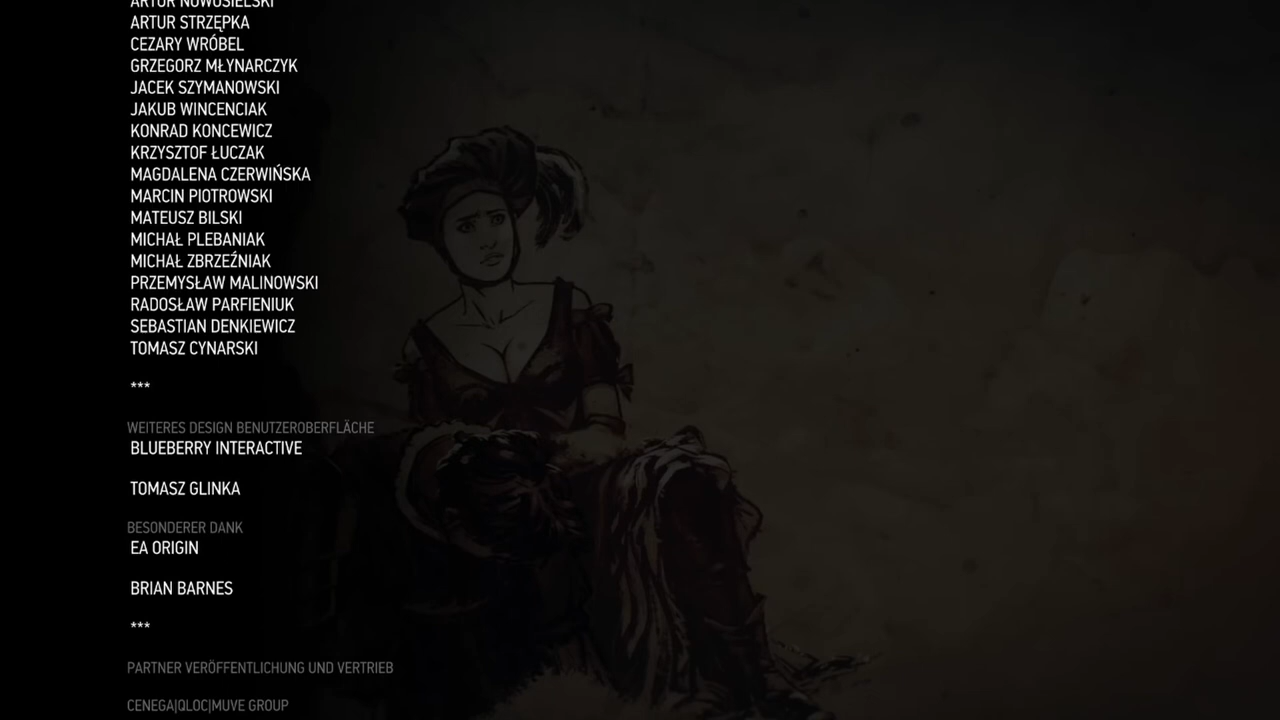 ARTUR NOWOSIELSKI
ARTUR STRZĘPKA
CEZARY WRÓBEL
GRZEGORZ MŁYNARCZYK
JACEK SZYMANOWSKI
JAKUB WINCENCIAK
KONRAD KONCEWICZ
KRZYSZTOF ŁUCZAK
MAGDALENA CZERWIŃSKA
MARCIN PIOTROWSKI
MATEUSZ BILSKI
MICHAŁ PLEBANIAK
MICHAŁ ZBRZEŹNIAK
PRZEMYSŁAW MALINOWSKI
RADOSŁAW PARFIENIUK
SEBASTIAN DENKIEWICZ
TOMASZ CYNARSKI
***
WEITERES DESIGN BENUTZEROBERFLÄCHE
BLUEBERRY INTERACTIVE
TOMASZ GLINKA
BESONDERER DANK
EA ORIGIN
BRIAN BARNES
***
PARTNER VERÖFFENTLICHUNG UND VERTRIEB
CENEGA|QLOC|MUVE GROUP